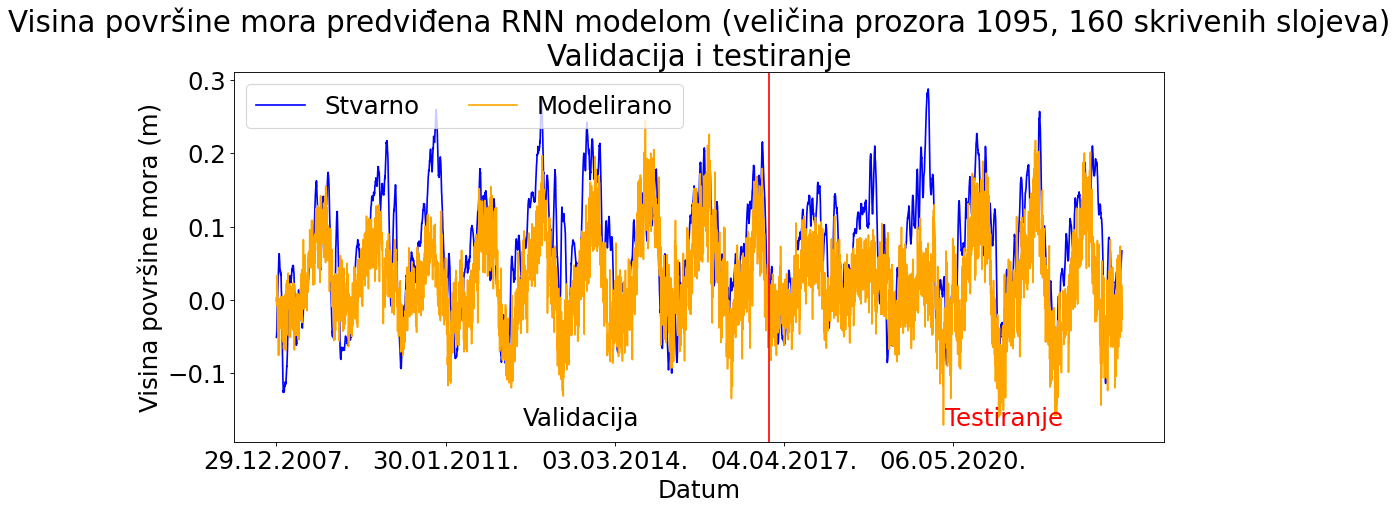 Visina površine mora predviđena RNN modelom (veličina prozora 1095, 160 skrivenih slojeva)
Validacija i testiranje
Stvarno
Modelirano
Visina površine mora (m)
0.3
0.2
0.1
0.0
−0.1
Validacija
Testiranje
29.12.2007.
30.01.2011.
03.03.2014.
04.04.2017.
06.05.2020.
Datum